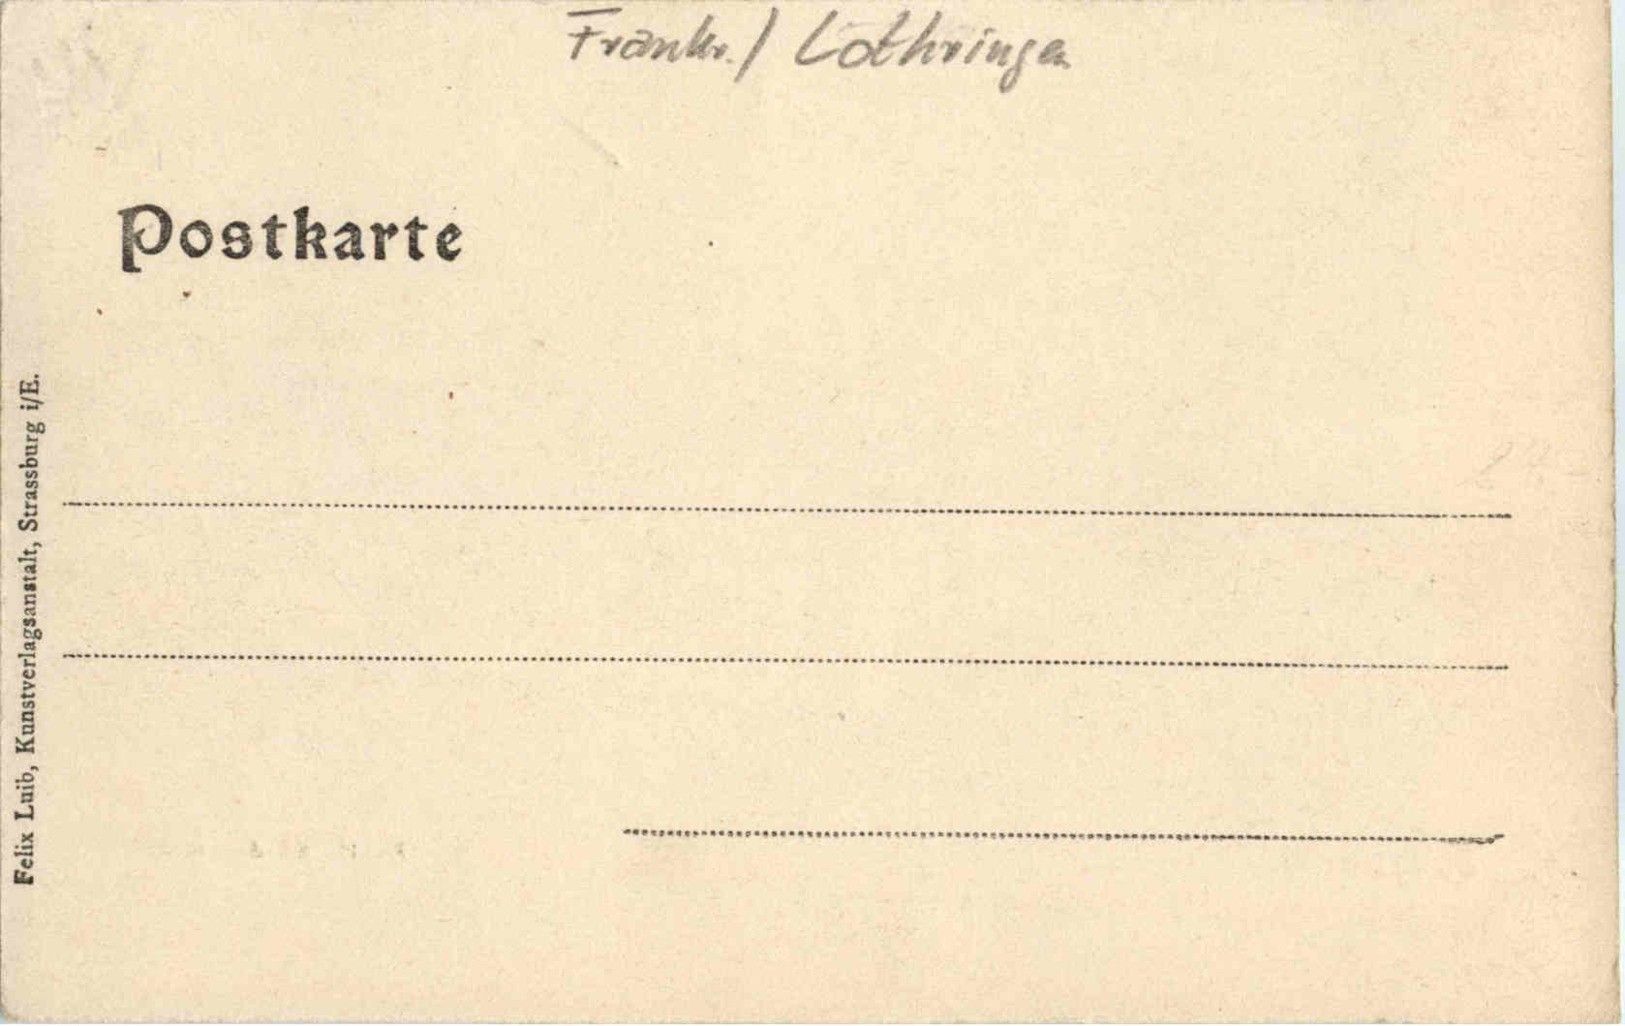 Frankr. / Lothringen
Postkarte
Felix Luib, Kunstverlagsanstalt, Strassburg i/E.